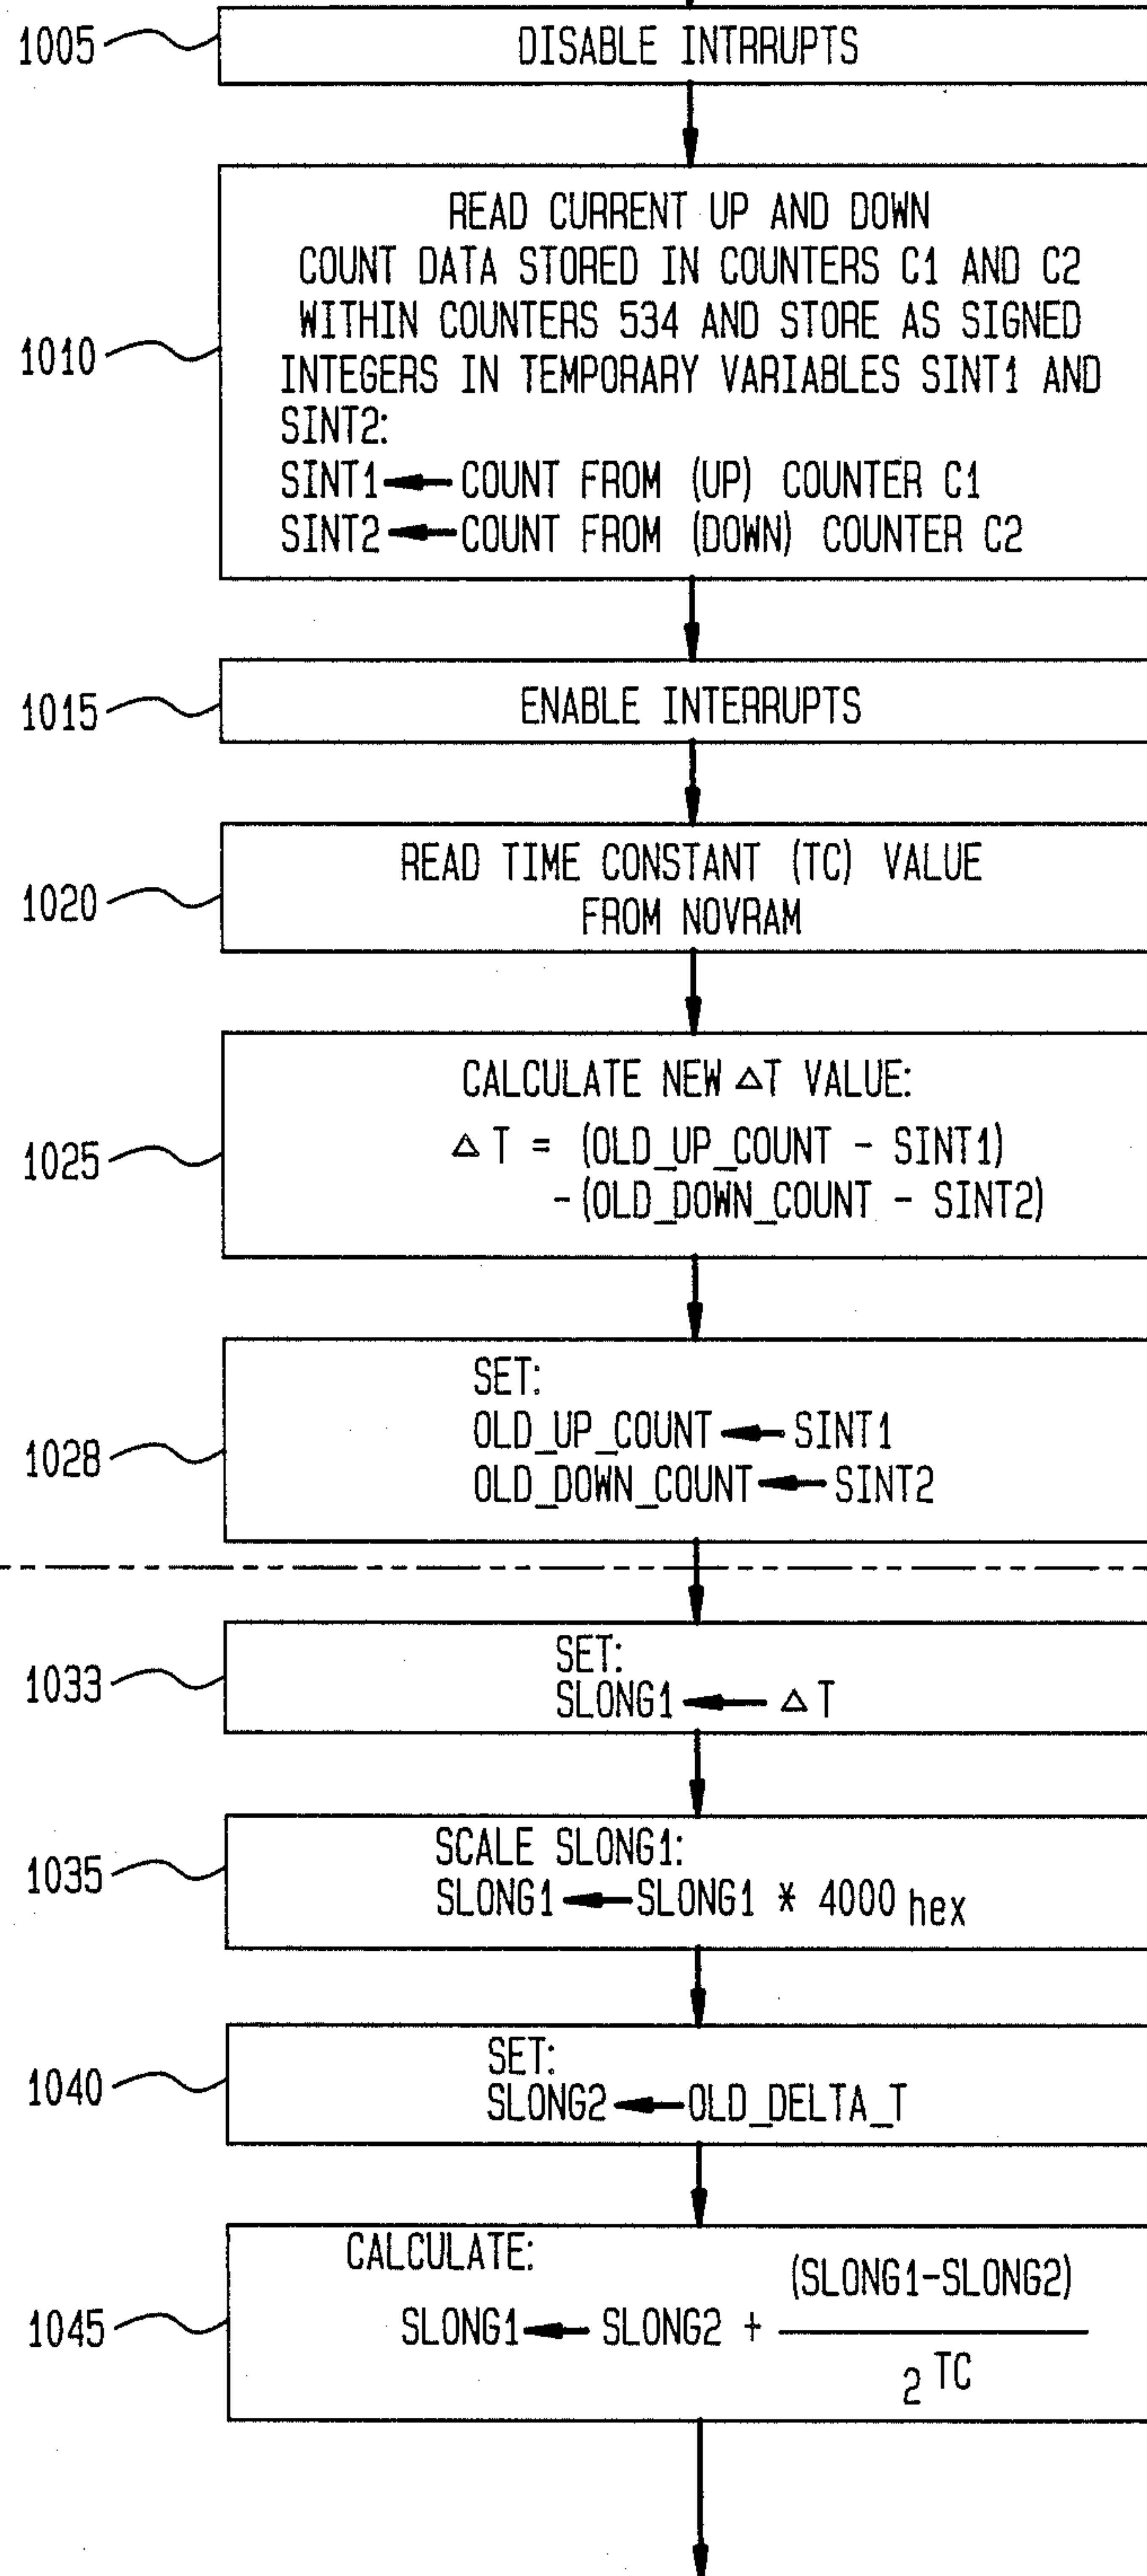 1005
DISABLE INTRRUPTS
1010
READ CURRENT UP AND DOWN
COUNT DATA STORED IN COUNTERS C1 AND C2
WITHIN COUNTERS 534 AND STORE AS SIGNED
INTEGERS IN TEMPORARY VARIABLES SINT1 AND
SINT2:
SINT1 ← COUNT FROM (UP) COUNTER C1
SINT2 ← COUNT FROM (DOWN) COUNTER C2
1015
ENABLE INTERRUPTS
1020
READ TIME CONSTANT (TC) VALUE
FROM NOVRAM
1025
CALCULATE NEW △T VALUE:
△T = (OLD_UP_COUNT - SINT1)
-(OLD_DOWN_COUNT - SINT2)
1028
SET:
OLD_UP_COUNT ← SINT1
OLD_DOWN_COUNT ← SINT2
1033
SET:
SLONG1 ← △T
1035
SCALE SLONG1:
SLONG1 ← SLONG1 * 4000 hex
1040
SET:
SLONG2 ← OLD_DELTA_T
1045
CALCULATE:
(SLONG1-SLONG2)
SLONG1 ← SLONG2 +
2 TC